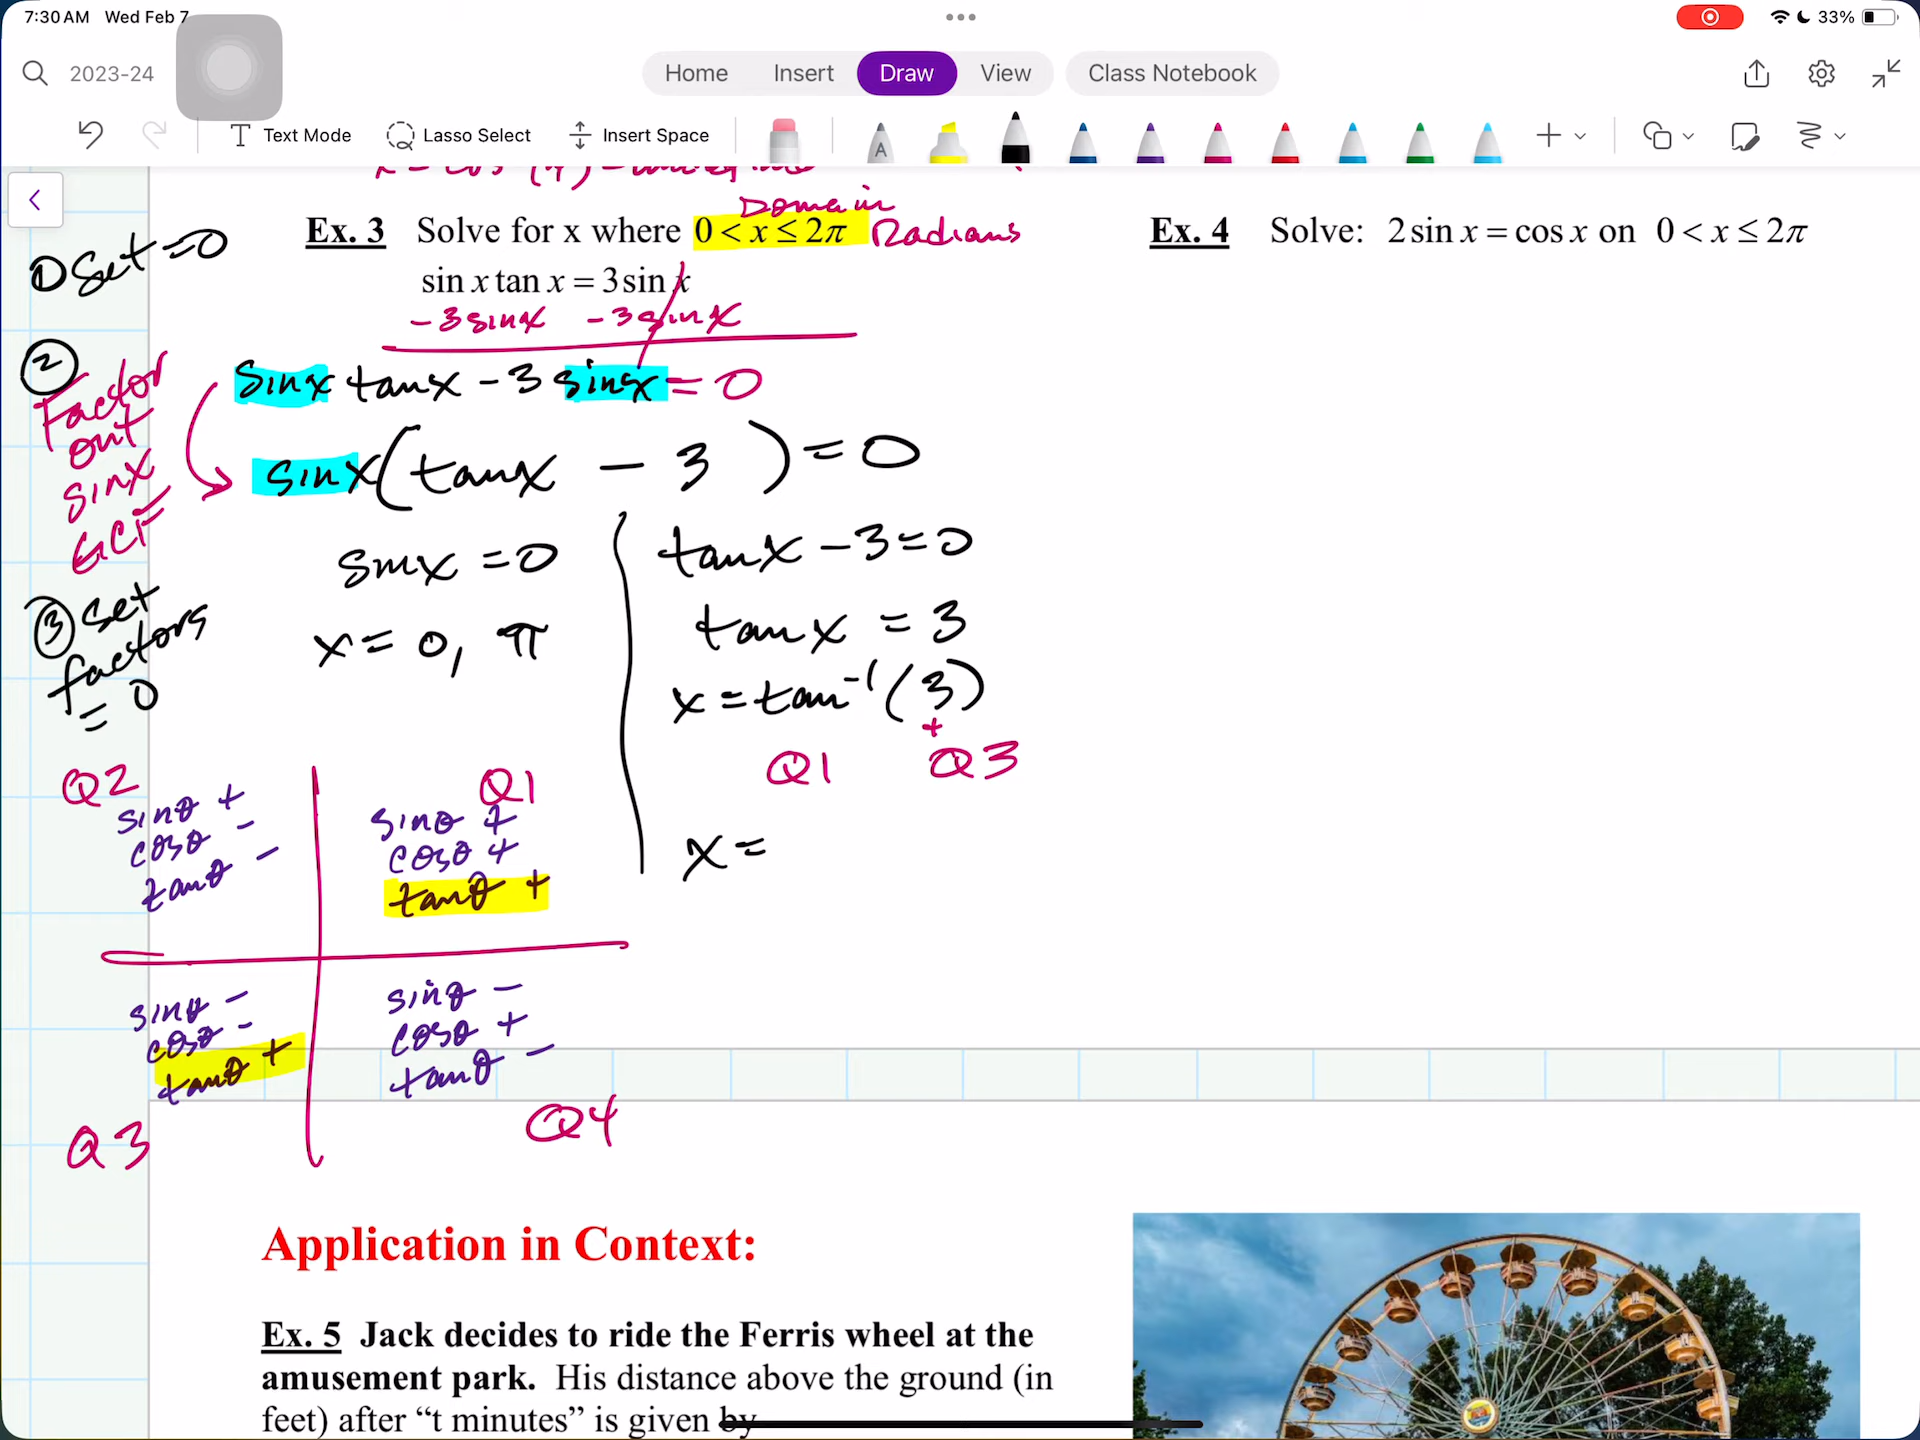 7:30 AM Wed Feb 7
33%
2023-24
Home Insert Draw View Class Notebook
Text Mode Lasso Select Insert Space
Domain
Ex. 3 Solve for x where 0 < x ≤ 2π Radians
sin x tan x = 3 sin x
-3 sinx -3 sinx
sinx tanx - 3 sinx = 0
sinx(tanx - 3) = 0
sinx = 0
x = 0, π
tanx - 3 = 0
tanx = 3
x = tan⁻¹(3)
+
Q1 Q3
x =
① Set = 0
②
Factor
out
sinx
GCF
③ Set
factors
= 0
Q2
sinθ +
cosθ -
tanθ -
Q1
sinθ +
cosθ +
tanθ +
sinθ -
cosθ -
tanθ +
Q3
sinθ -
cosθ +
tanθ -
Q4
Ex. 4 Solve: 2 sin x = cos x on 0 < x ≤ 2π
Application in Context:
Ex. 5 Jack decides to ride the Ferris wheel at the
amusement park. His distance above the ground (in
feet) after “t minutes” is given by